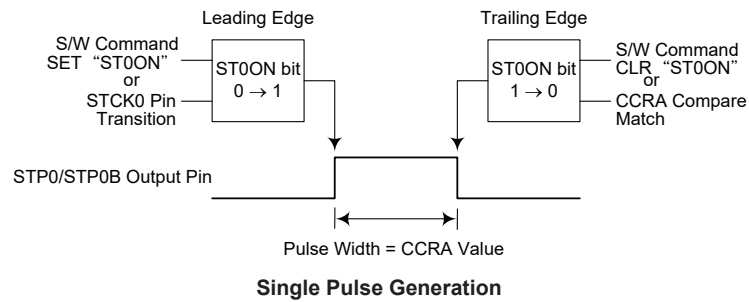 Leading Edge
Trailing Edge
S/W Command
SET “ST0ON”
or
STCK0 Pin
Transition
ST0ON bit
0 → 1
ST0ON bit
1 → 0
S/W Command
CLR “ST0ON”
or
CCRA Compare
Match
STP0/STP0B Output Pin
Pulse Width = CCRA Value
Single Pulse Generation